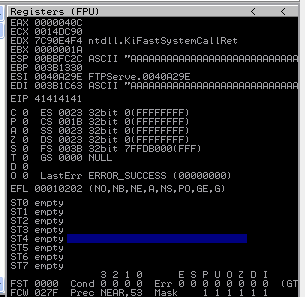 Registers (FPU) < <
EAX 0000040C
ECX 0014DC90
EDX 7C90E4F4 ntdll.KiFastSystemCallRet
EBX 0000001A
ESP 00BBFC2C ASCII "AAAAAAAAAAAAAAAAAAAAAAAA
EBP 003B1330
ESI 0040A29E FTPServe.0040A29E
EDI 003B1C63 ASCII "AAAAAAAAAAAAAAAAAAAAAAAA
EIP 41414141
C 0 ES 0023 32bit 0(FFFFFFFF)
P 0 CS 001B 32bit 0(FFFFFFFF)
A 0 SS 0023 32bit 0(FFFFFFFF)
Z 0 DS 0023 32bit 0(FFFFFFFF)
S 0 FS 003B 32bit 7FFDB000(FFF)
T 0 GS 0000 NULL
D 0
O 0 LastErr ERROR_SUCCESS (00000000)
EFL 00010202 (NO,NB,NE,A,NS,PO,GE,G)
ST0 empty
ST1 empty
ST2 empty
ST3 empty
ST4 empty
ST5 empty
ST6 empty
ST7 empty
3 2 1 0 E S P U O Z D I
FST 0000 Cond 0 0 0 0 Err 0 0 0 0 0 0 0 0 (GT
FCW 027F Prec NEAR,53 Mask 1 1 1 1 1 1